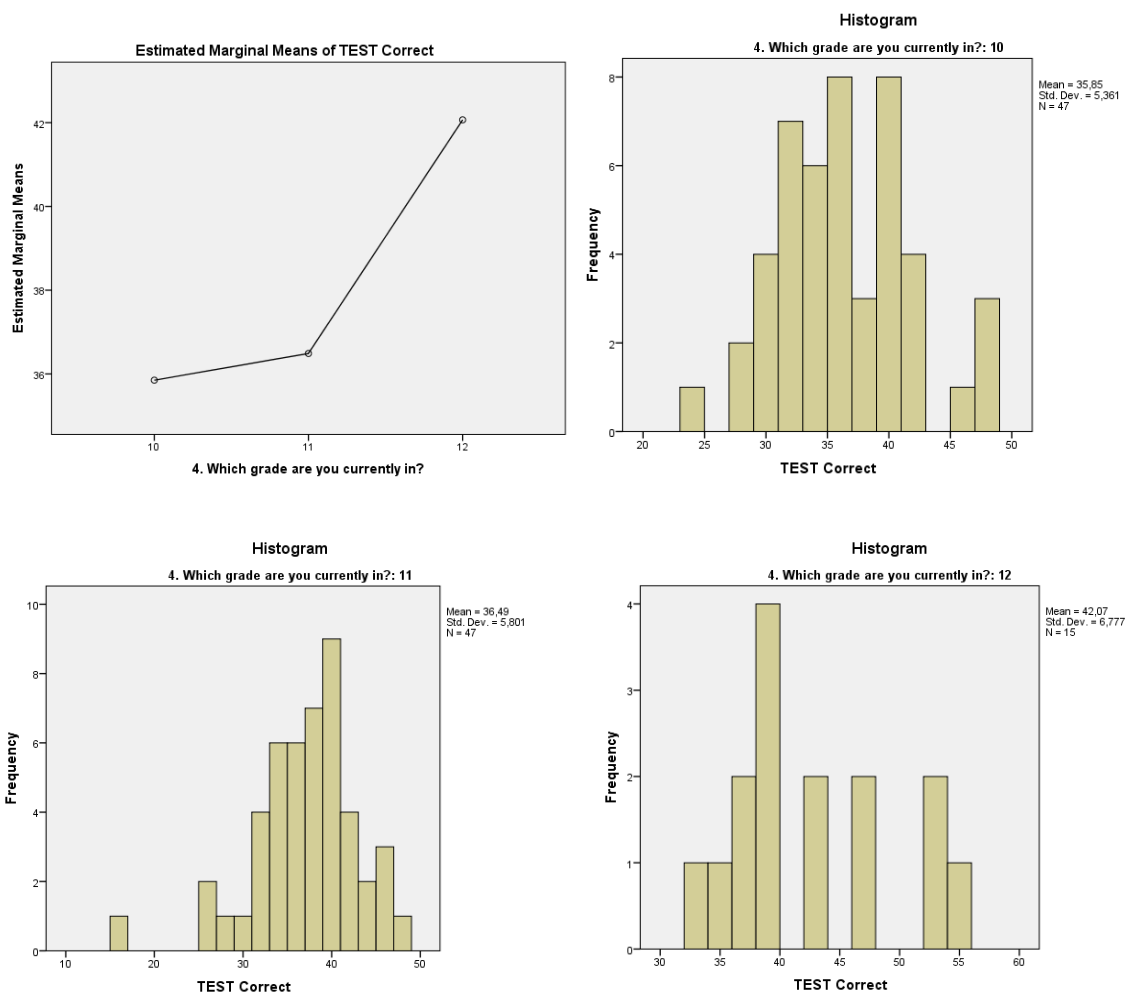 Estimated Marginal Means of TEST Correct
Estimated Marginal Means
42
40
38
36
10
11
12
4. Which grade are you currently in?
Histogram
4. Which grade are you currently in?: 10
Mean = 35,85
Std. Dev. = 5,361
N = 47
Frequency
8
6
4
2
0
20
25
30
35
40
45
50
TEST Correct
Histogram
4. Which grade are you currently in?: 11
Mean = 36,49
Std. Dev. = 5,801
N = 47
Frequency
10
8
6
4
2
0
10
20
30
40
50
TEST Correct
Histogram
4. Which grade are you currently in?: 12
Mean = 42,07
Std. Dev. = 6,777
N = 15
Frequency
4
3
2
1
0
30
35
40
45
50
55
60
TEST Correct